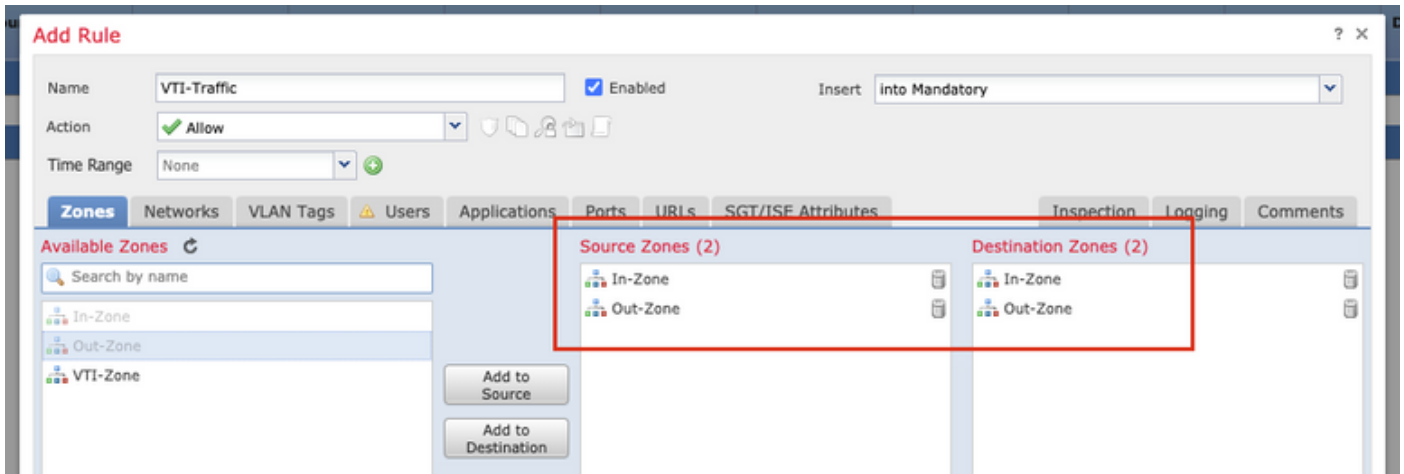 Add Rule
?
Name VTI-Traffic Enabled Insert into Mandatory
Action Allow
Time Range None
Zones Networks VLAN Tags Users Applications Ports URLs SGT/ISE Attributes Inspection Logging Comments
Available Zones Source Zones (2) Destination Zones (2)
Search by name
In-Zone In-Zone
Out-Zone Out-Zone
In-Zone
Out-Zone
VTI-Zone
Add to
Source
Add to
Destination